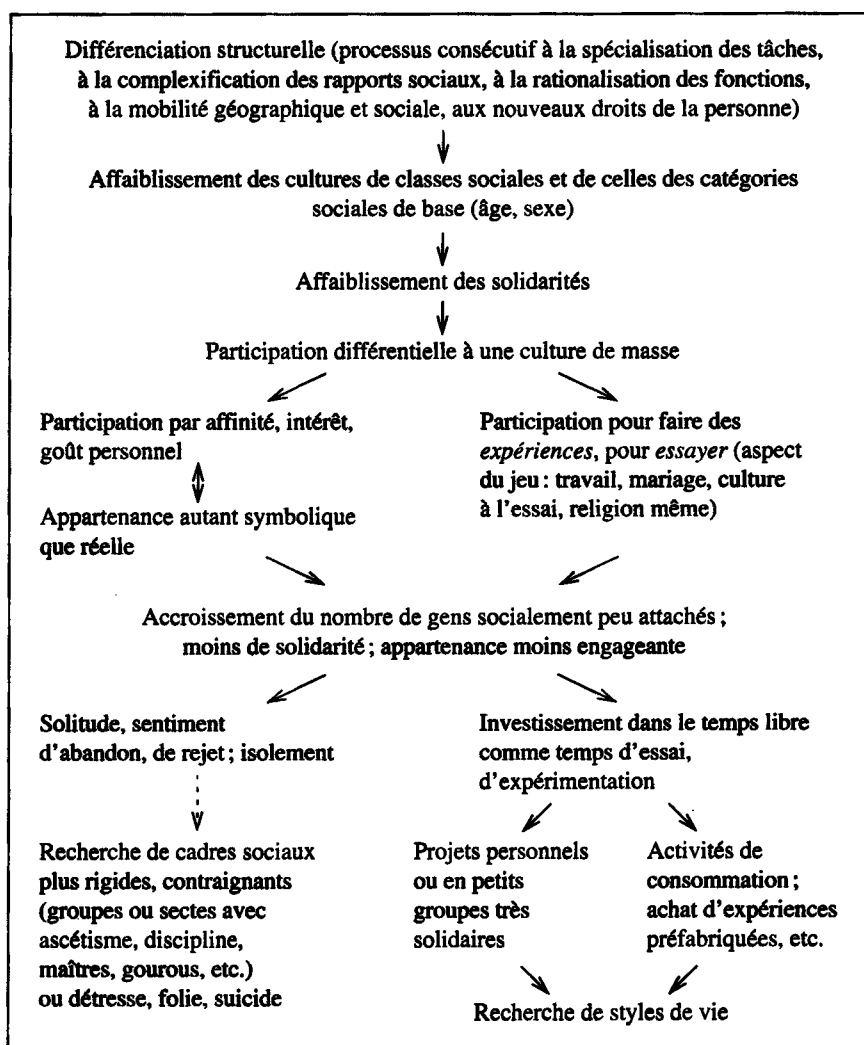 Différenciation structurelle (processus consécutif à la spécialisation des tâches,
à la complexification des rapports sociaux, à la rationalisation des fonctions,
à la mobilité géographique et sociale, aux nouveaux droits de la personne)
Affaiblissement des cultures de classes sociales et de celles des catégories
sociales de base (âge, sexe)
Affaiblissement des solidarités
Participation différentielle à une culture de masse
Participation par affinité, intérêt,
goût personnel
Appartenance autant symbolique
que réelle
Participation pour faire des
expériences, pour essayer (aspect
du jeu : travail, mariage, culture
à l'essai, religion même)
Accroissement du nombre de gens socialement peu attachés ;
moins de solidarité ; appartenance moins engageante
Solitude, sentiment
d'abandon, de rejet ; isolement
Recherche de cadres sociaux
plus rigides, contraignants
(groupes ou sectes avec
ascétisme, discipline,
maîtres, gourous, etc.)
ou détresse, folie, suicide
Investissement dans le temps libre
comme temps d'essai,
d'expérimentation
Projets personnels
ou en petits
groupes très
solidaires
Activités de
consommation ;
achat d'expériences
préfabriquées, etc.
Recherche de styles de vie